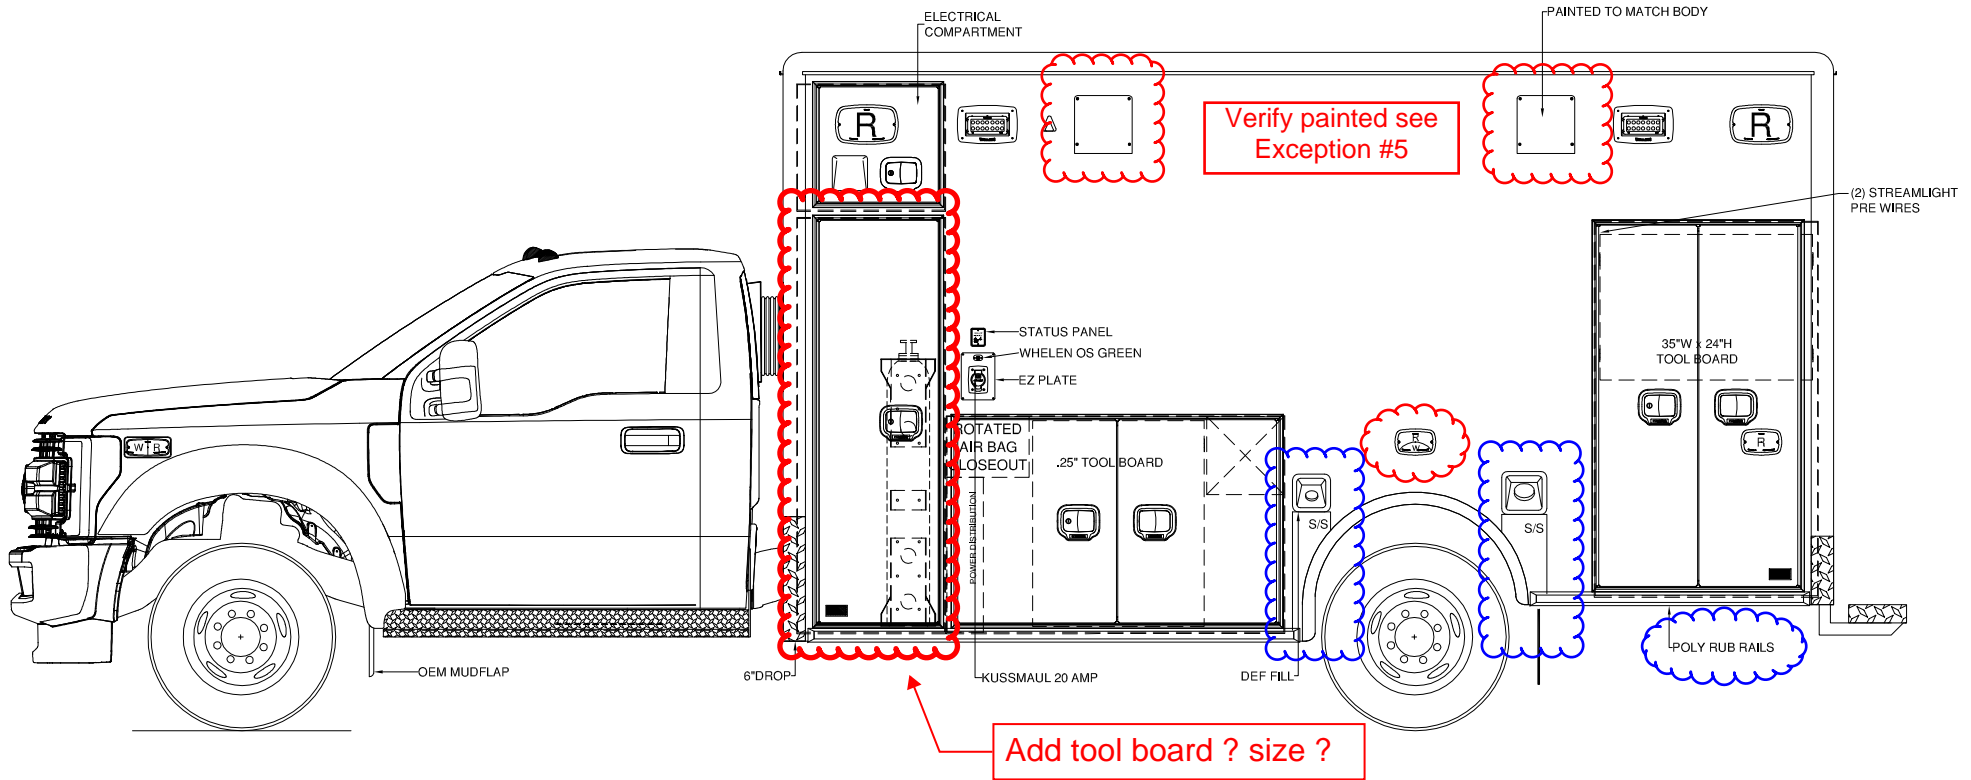 ELECTRICAL
COMPARTMENT
PAINTED TO MATCH BODY
R
R
Verify painted see
Exception #5
(2) STREAMLIGHT
PRE WIRES
STATUS PANEL
WHELEN OS GREEN
EZ PLATE
35"W x 24"H
TOOL BOARD
ROTATED
AIR BAG
CLOSEOUT
.25" TOOL BOARD
POWER DISTRIBUTION
W R
R
W
R
S/S
S/S
OEM MUDFLAP
6"DROP
KUSSMAUL 20 AMP
DEF FILL
POLY RUB RAILS
Add tool board ? size ?